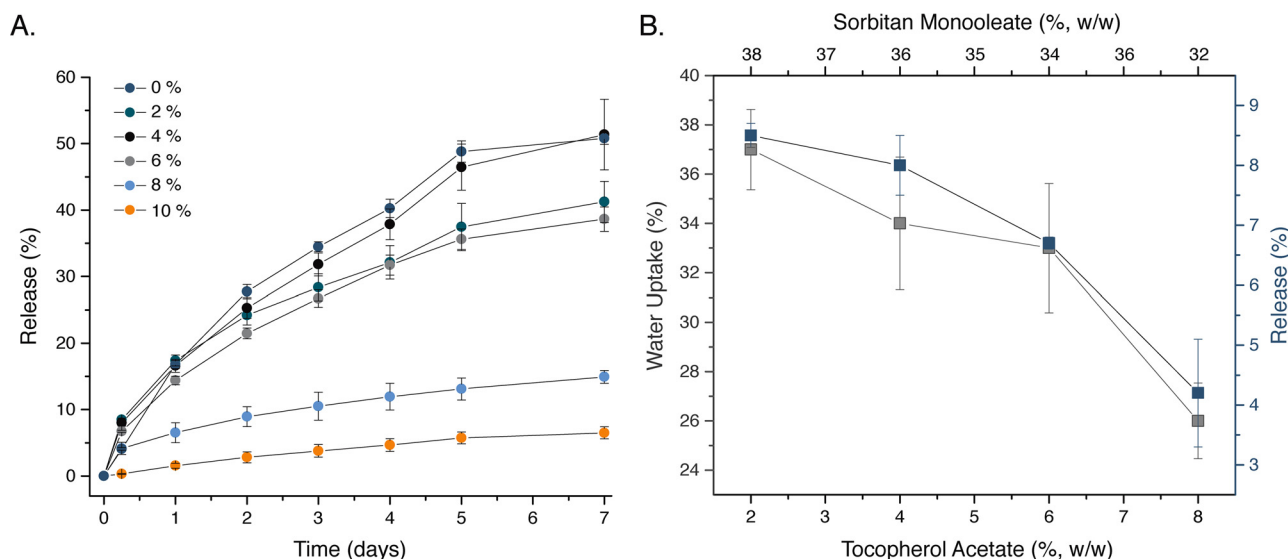 A.
60
50
40
30
20
10
0
Release (%)
0 %
2 %
4 %
6 %
8 %
10 %
0 1 2 3 4 5 6 7
Time (days)
B.
Sorbitan Monooleate (%, w/w)
38 37 36 35 34 36 32
40
38
36
34
32
30
28
26
24
Water Uptake (%)
9
8
7
6
5
4
3
Release (%)
2 3 4 5 6 7 8
Tocopherol Acetate (%, w/w)